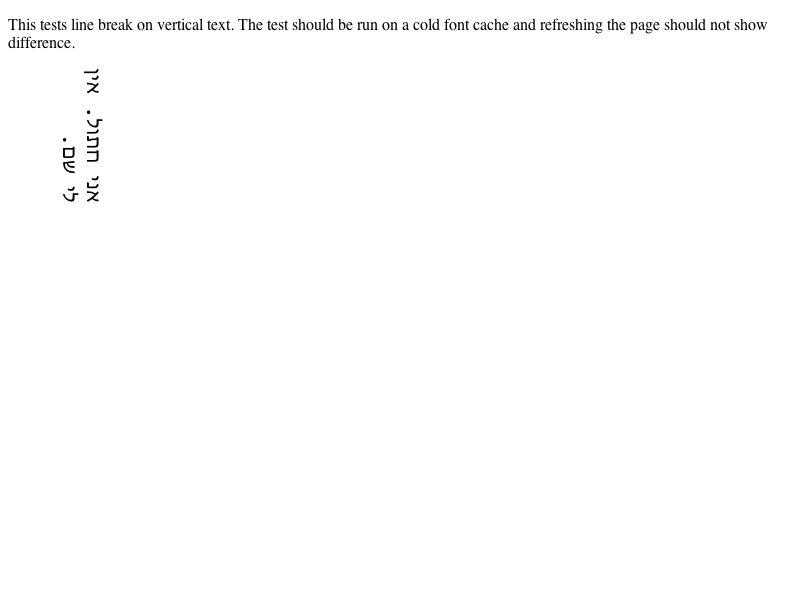 This tests line break on vertical text. The test should be run on a cold font cache and refreshing the page should not show
difference.
אני חתול. אין
לי שם.